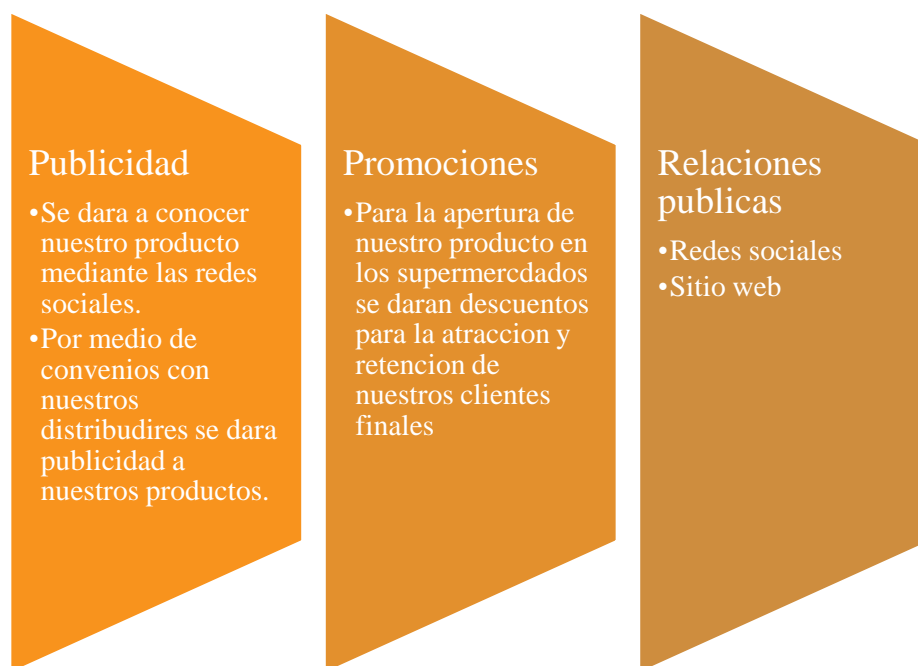 Publicidad
•Se dara a conocer
nuestro producto
mediante las redes
sociales.
•Por medio de
convenios con
nuestros
distribudires se dara
publicidad a
nuestros productos.
Promociones
•Para la apertura de
nuestro producto en
los supermercdados
se daran descuentos
para la atraccion y
retencion de
nuestros clientes
finales
Relaciones
publicas
•Redes sociales
•Sitio web